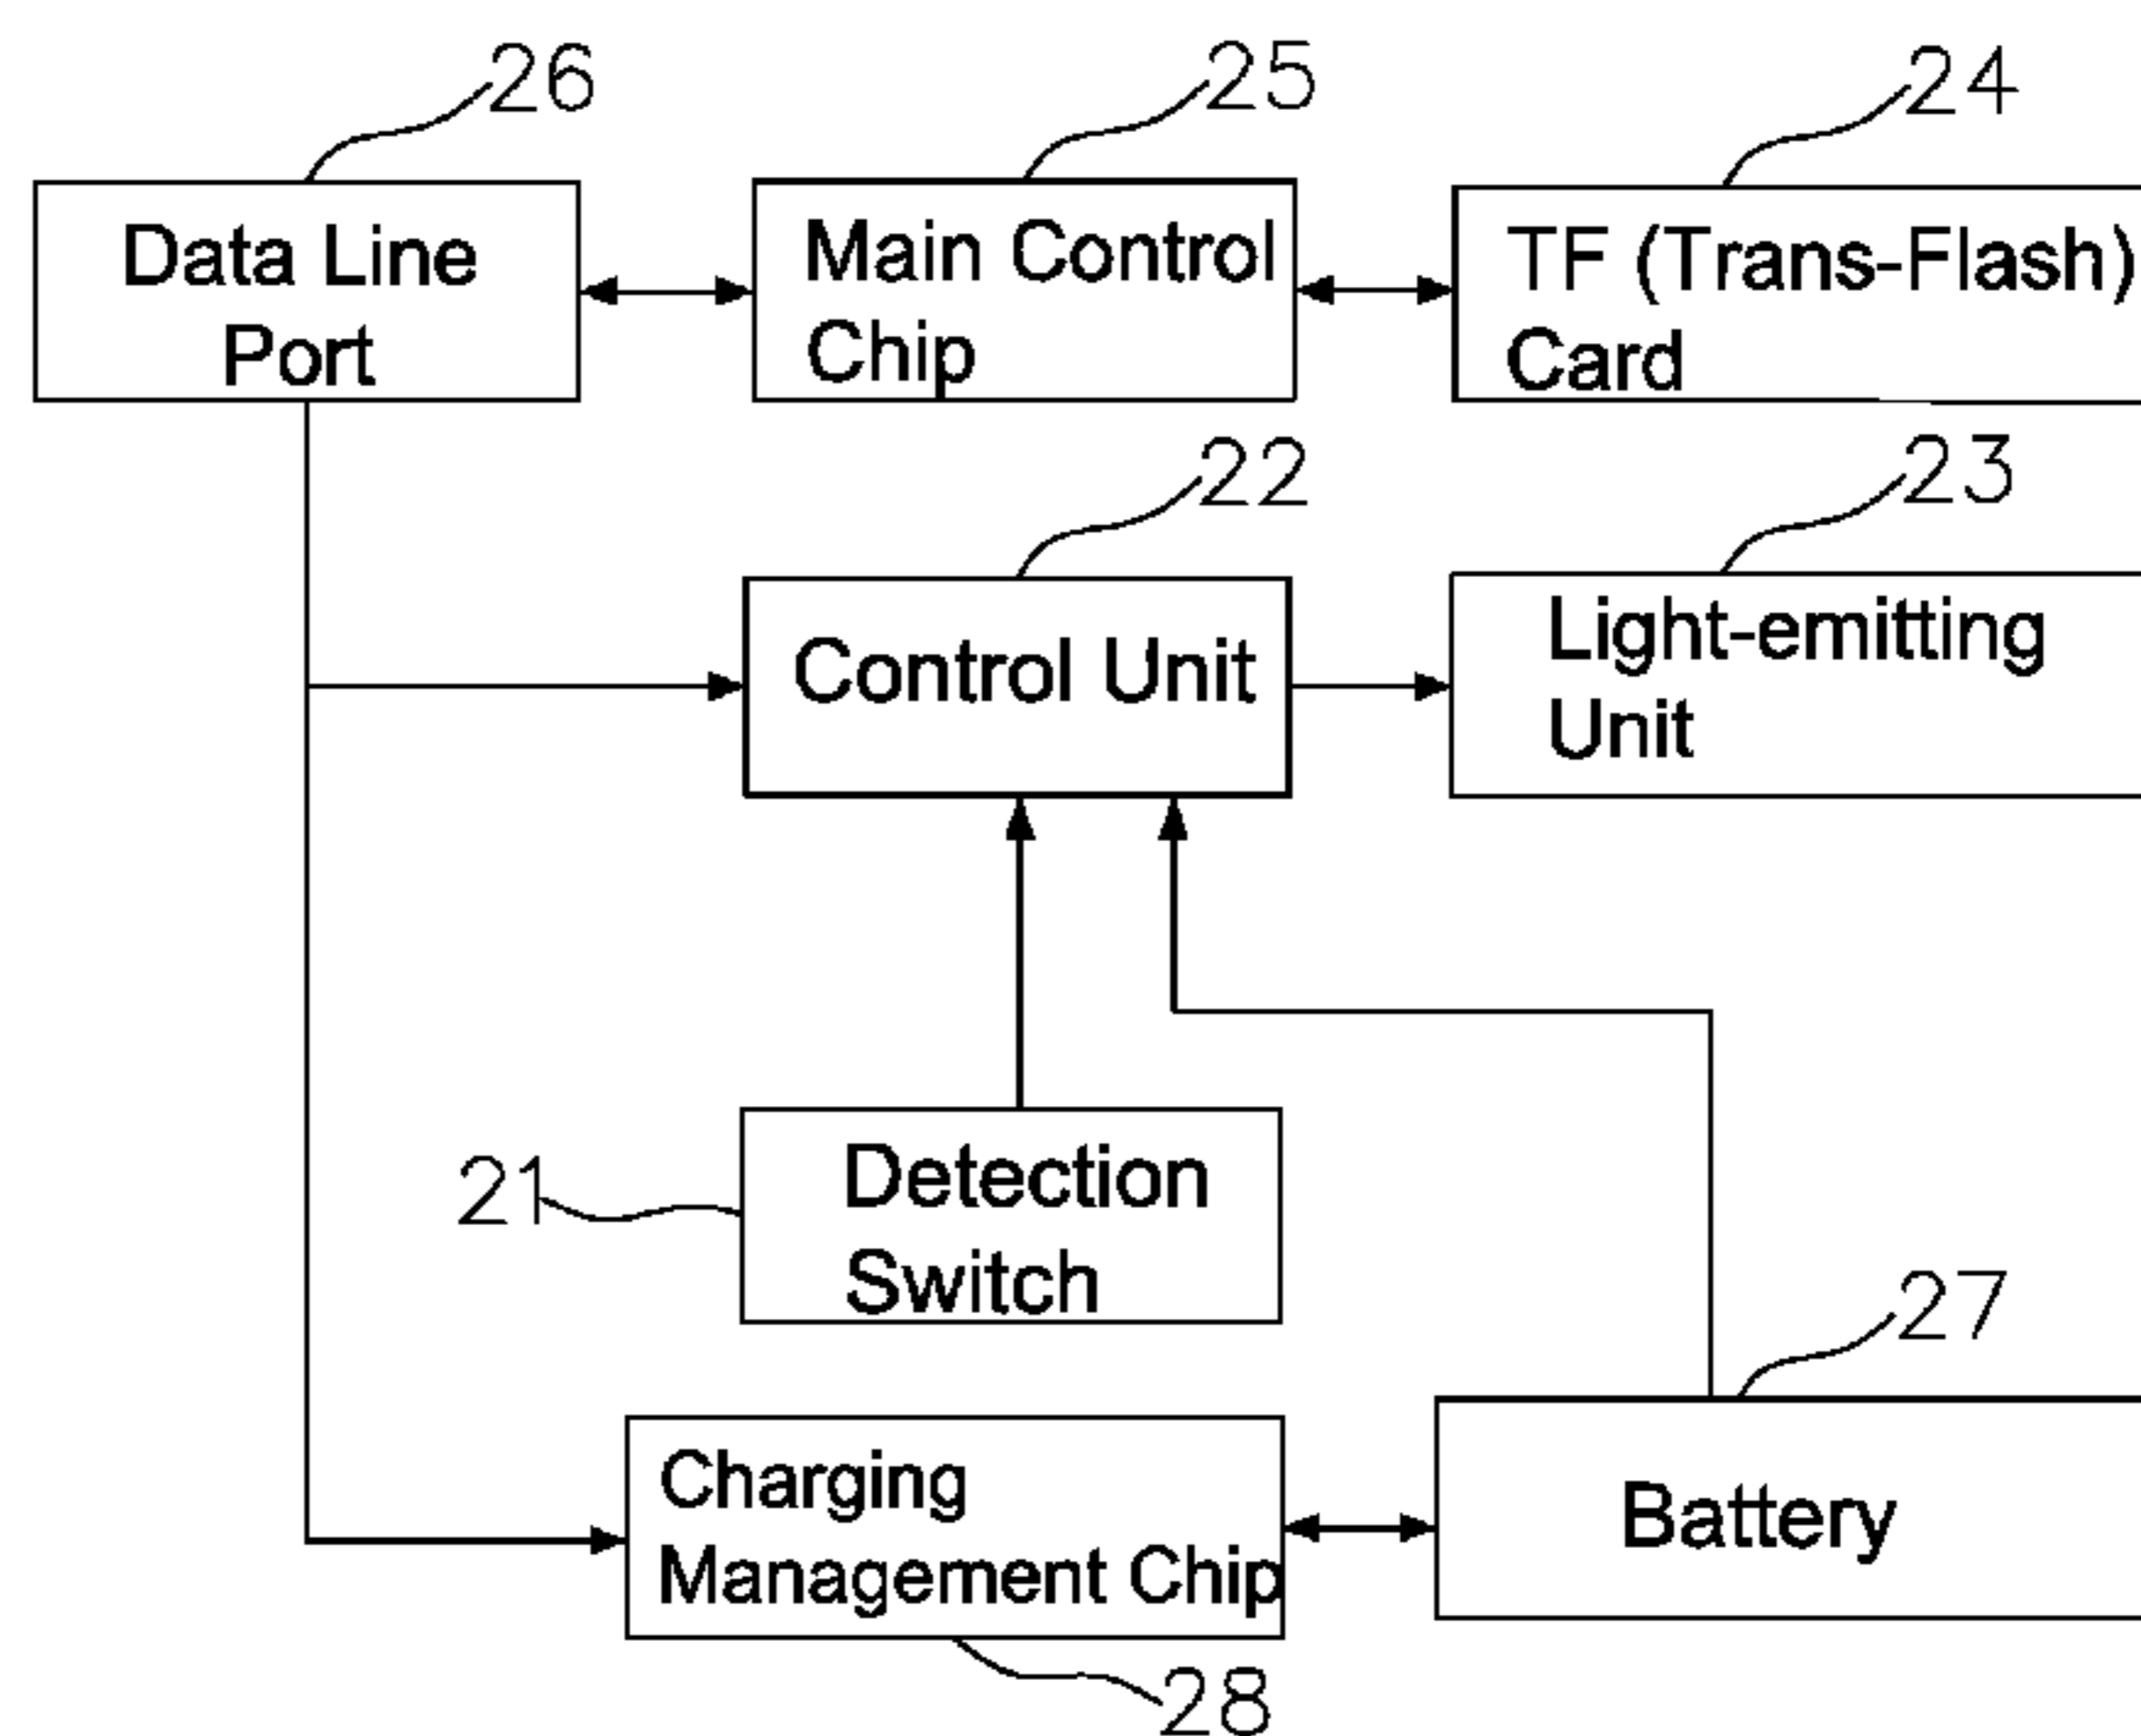 26
25
24
Data Line
Port
Main Control
Chip
TF (Trans-Flash)
Card
22
23
Control Unit
Light-emitting
Unit
21
Detection
Switch
27
Charging
Management Chip
Battery
28